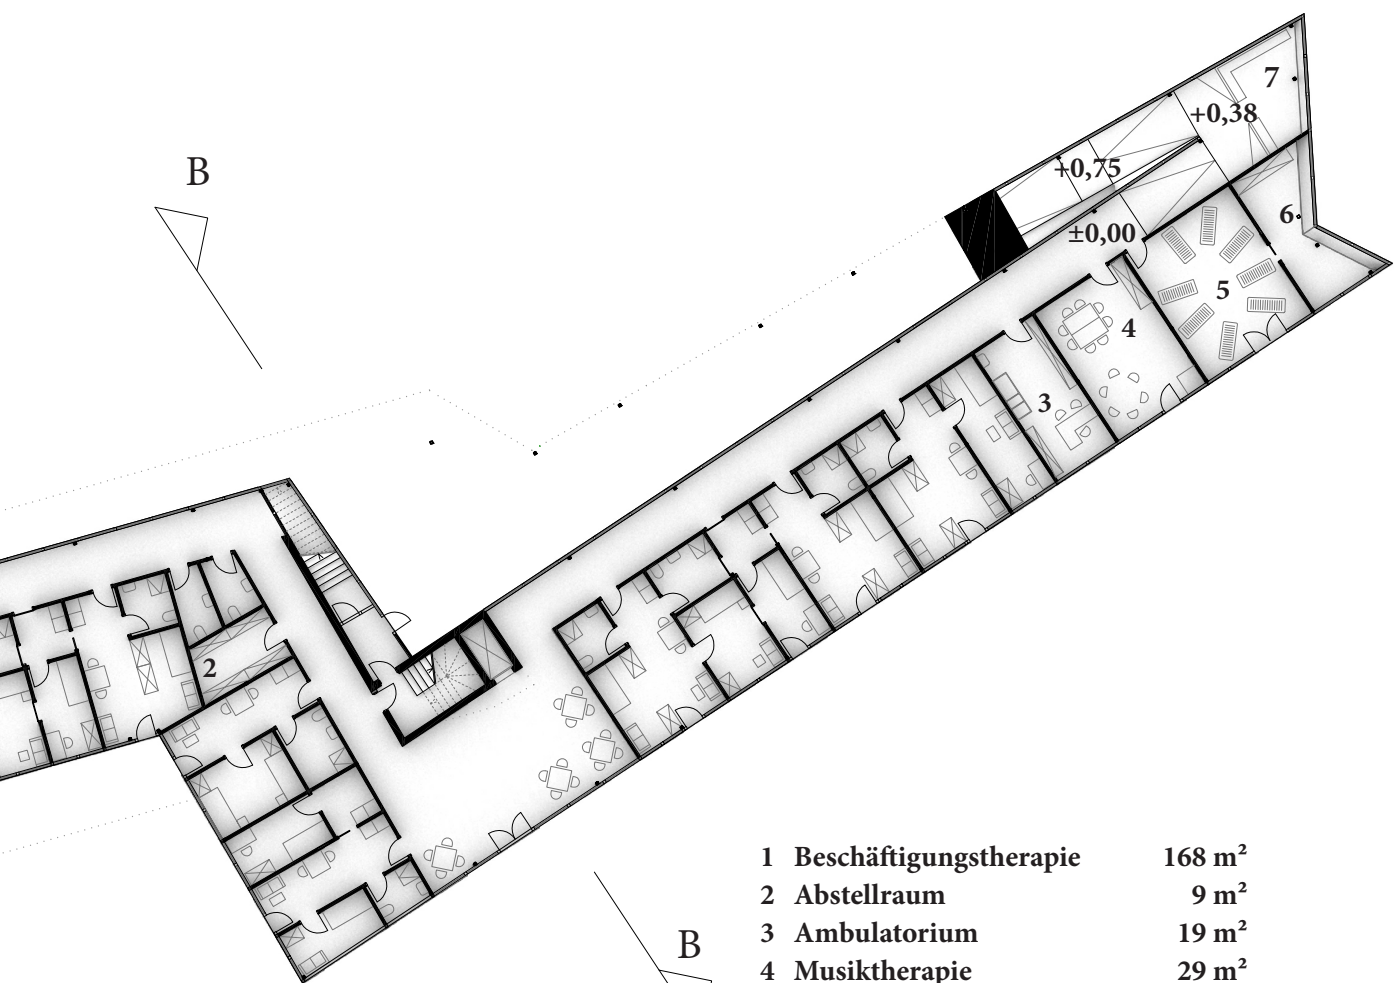 7
+0,38
B
+0,75
6
±0,00
5
4
3
2
1 Beschäftigungstherapie 168 m²
2 Abstellraum 9 m²
3 Ambulatorium 19 m²
B
4 Musiktherapie 29 m²